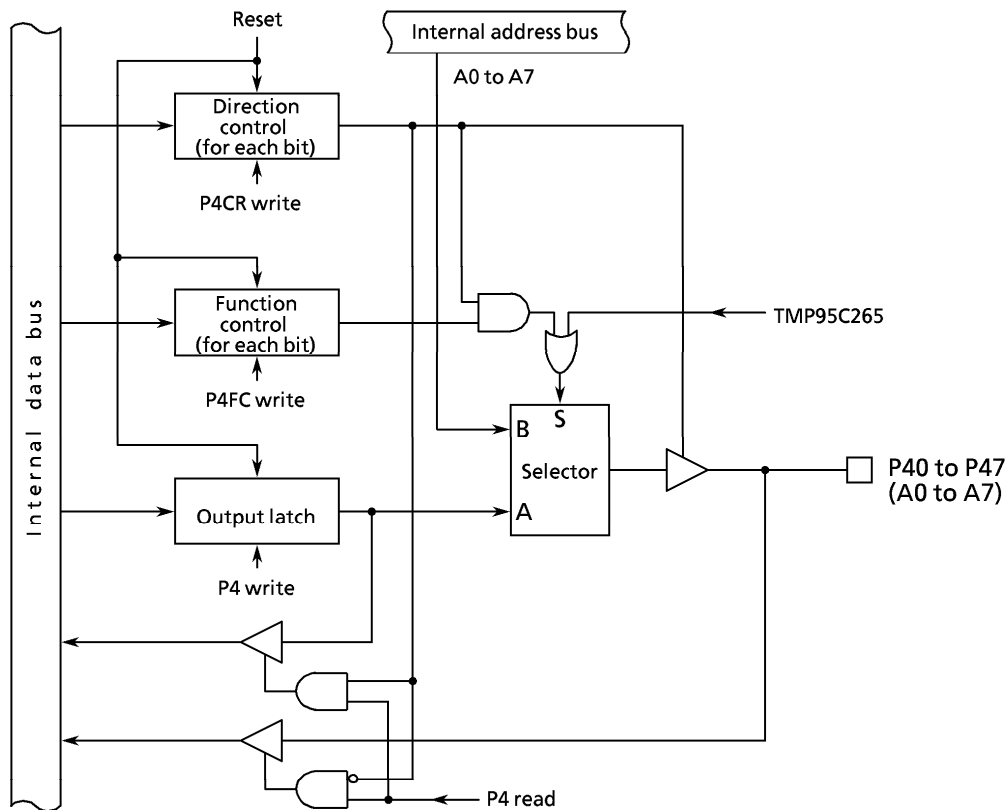 Reset
Internal address bus
A0 to A7
Direction
control
(for each bit)
P4CR write
Function
control
(for each bit)
P4FC write
TMP95C265
S
B
Selector
A
P40 to P47
(A0 to A7)
Output latch
P4 write
P4 read
Internal data bus